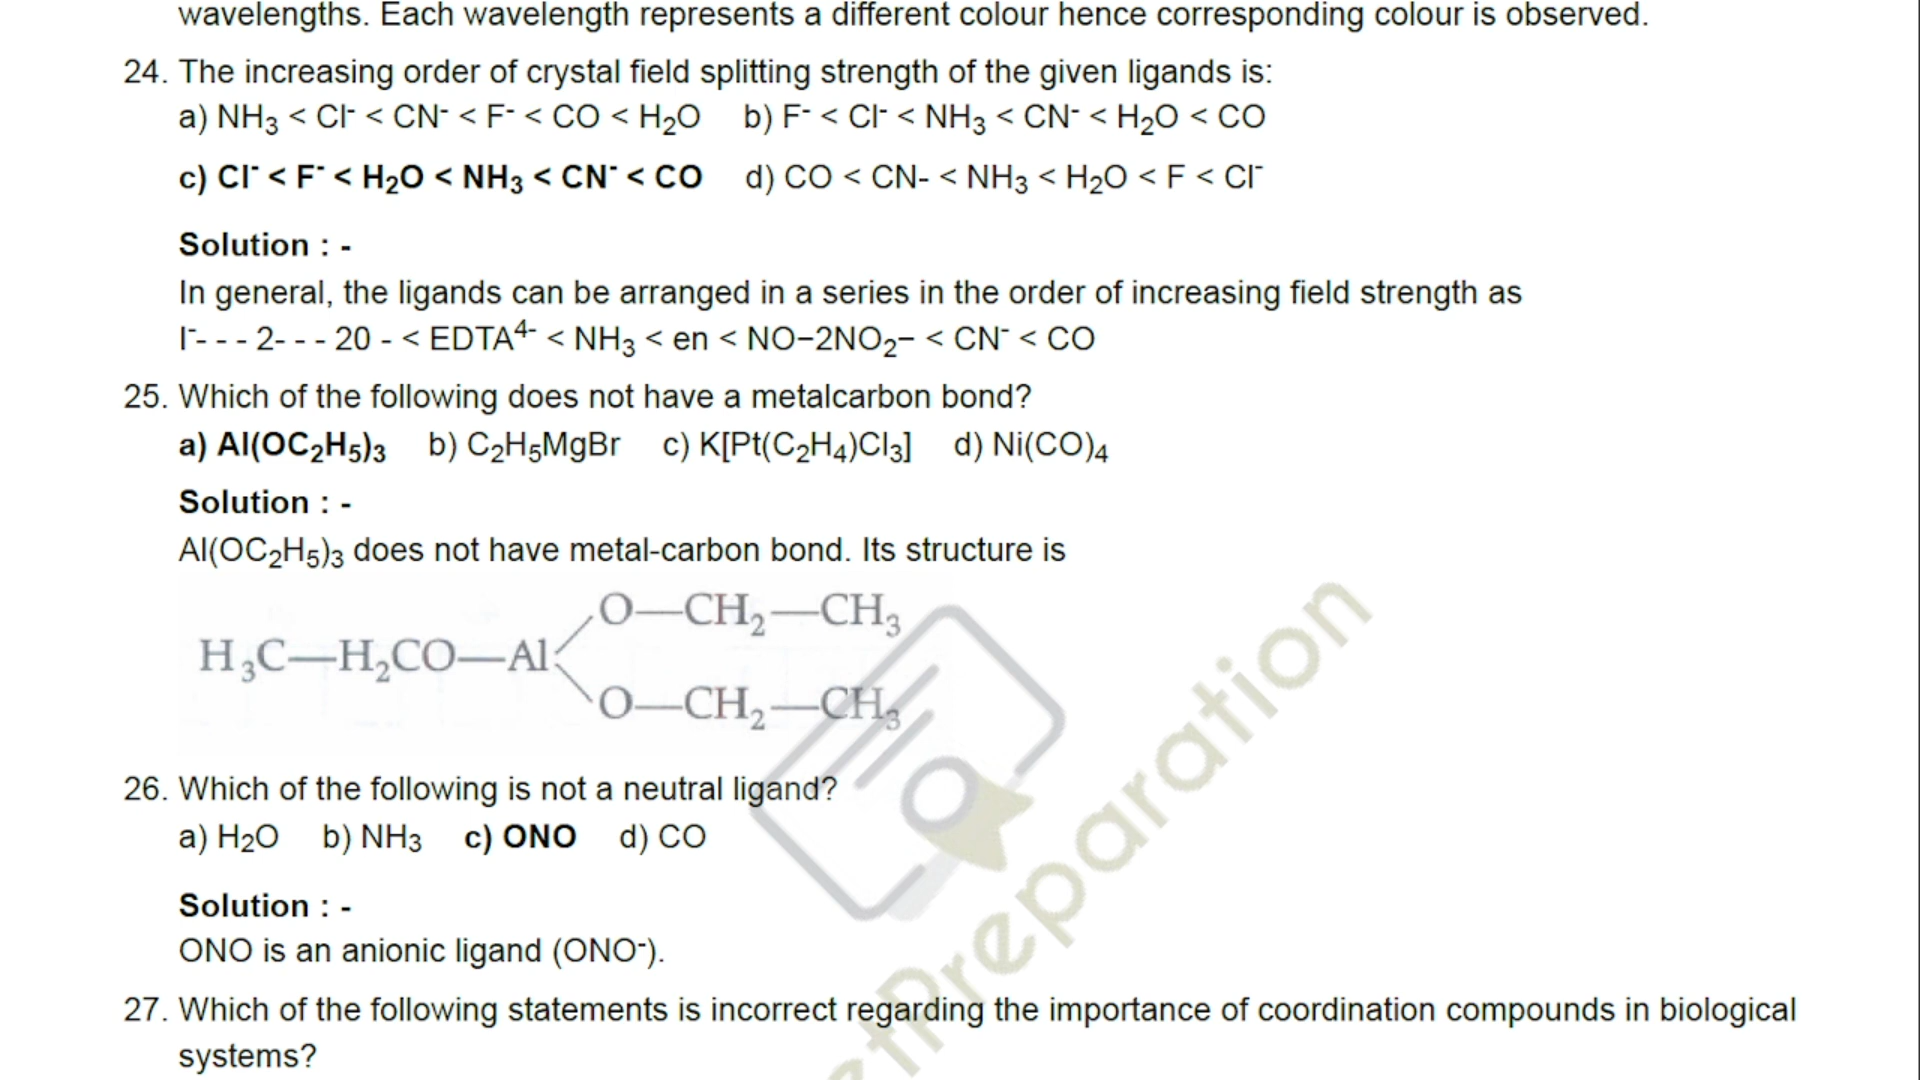 wavelengths. Each wavelength represents a different colour hence corresponding colour is observed.
24. The increasing order of crystal field splitting strength of the given ligands is:
a) NH₃ < Cl⁻ < CN⁻ < F⁻ < CO < H₂O b) F⁻ < Cl⁻ < NH₃ < CN⁻ < H₂O < CO
c) Cl⁻ < F⁻ < H₂O < NH₃ < CN⁻ < CO d) CO < CN- < NH₃ < H₂O < F < Cl⁻
Solution : -
In general, the ligands can be arranged in a series in the order of increasing field strength as
I⁻- - - 2- - - 20 - < EDTA⁴⁻ < NH₃ < en < NO−2NO₂− < CN⁻ < CO
25. Which of the following does not have a metalcarbon bond?
a) Al(OC₂H₅)₃ b) C₂H₅MgBr c) K[Pt(C₂H₄)Cl₃] d) Ni(CO)₄
Solution : -
Al(OC₂H₅)₃ does not have metal-carbon bond. Its structure is
O—CH₂—CH₃
H₃C—H₂CO—Al
O—CH₂—CH₃
26. Which of the following is not a neutral ligand?
a) H₂O b) NH₃ c) ONO d) CO
Solution : -
ONO is an anionic ligand (ONO⁻).
27. Which of the following statements is incorrect regarding the importance of coordination compounds in biological
systems?
etPreparation